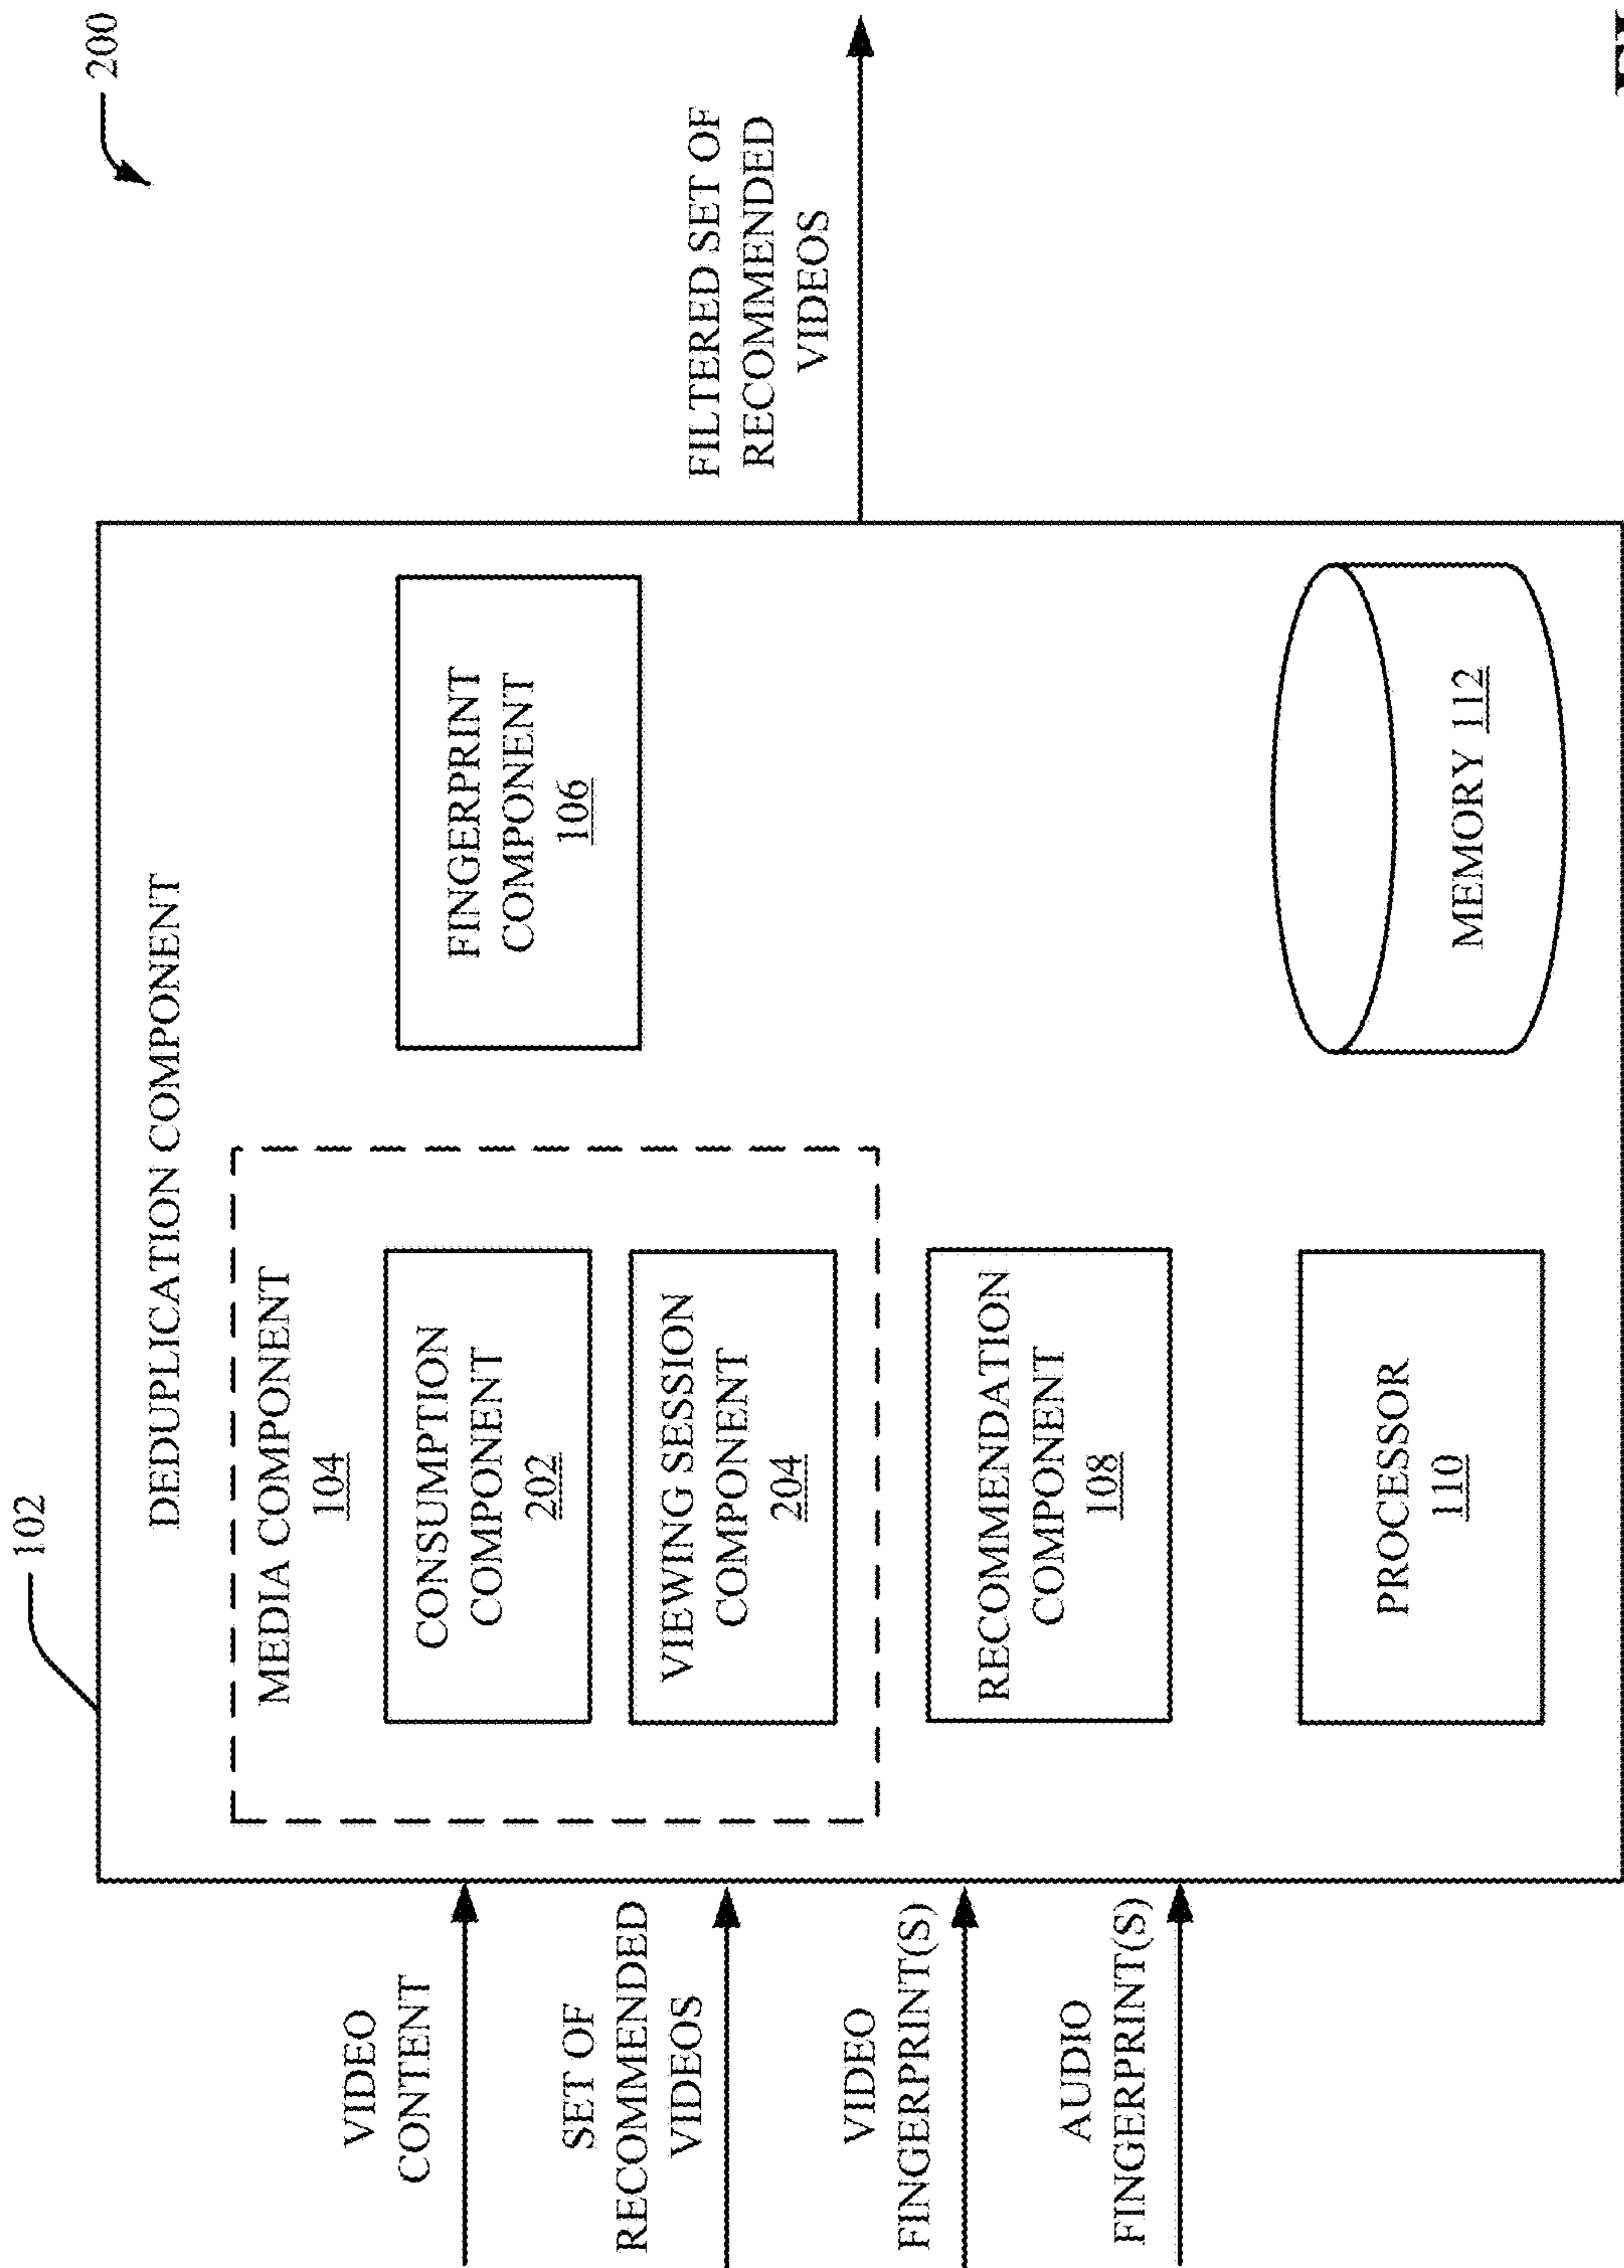 200
102
DEDUPLICATION COMPONENT
MEDIA COMPONENT
104
CONSUMPTION
COMPONENT
202
VIEWING SESSION
COMPONENT
204
FINGERPRINT
COMPONENT
106
RECOMMENDATION
COMPONENT
108
PROCESSOR
110
MEMORY 112
VIDEO
CONTENT
SET OF
RECOMMENDED
VIDEOS
VIDEO
FINGERPRINT(S)
AUDIO
FINGERPRINT(S)
FILTERED SET OF
RECOMMENDED
VIDEOS